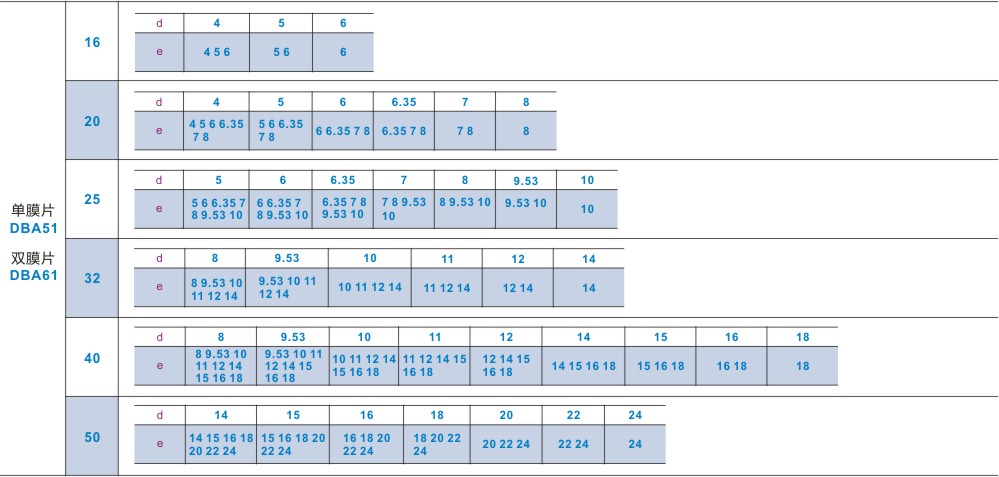 单膜片
DBA51
双膜片
DBA61
16
d 4 5 6
e 4 5 6 5 6 6
20
d 4 5 6 6.35 7 8
e 4 5 6 6.35 7 8 5 6 6.35 7 8 6 6.35 7 8 6.35 7 8 7 8 8
25
d 5 6 6.35 7 8 9.53 10
e 5 6 6.35 7 8 9.53 10 6 6.35 7 8 9.53 10 6.35 7 8 9.53 10 7 8 9.53 10 8 9.53 10 9.53 10 10
32
d 8 9.53 10 11 12 14
e 8 9.53 10 11 12 14 9.53 10 11 12 14 10 11 12 14 11 12 14 12 14 14
40
d 8 9.53 10 11 12 14 15 16 18
e 8 9.53 10 11 12 14 15 16 18 9.53 10 11 12 14 15 16 18 10 11 12 14 15 16 18 11 12 14 15 16 18 12 14 15 16 18 14 15 16 18 15 16 18 16 18 18
50
d 14 15 16 18 20 22 24
e 14 15 16 18 20 22 24 15 16 18 20 22 24 16 18 20 22 24 18 20 22 24 20 22 24 22 24 24